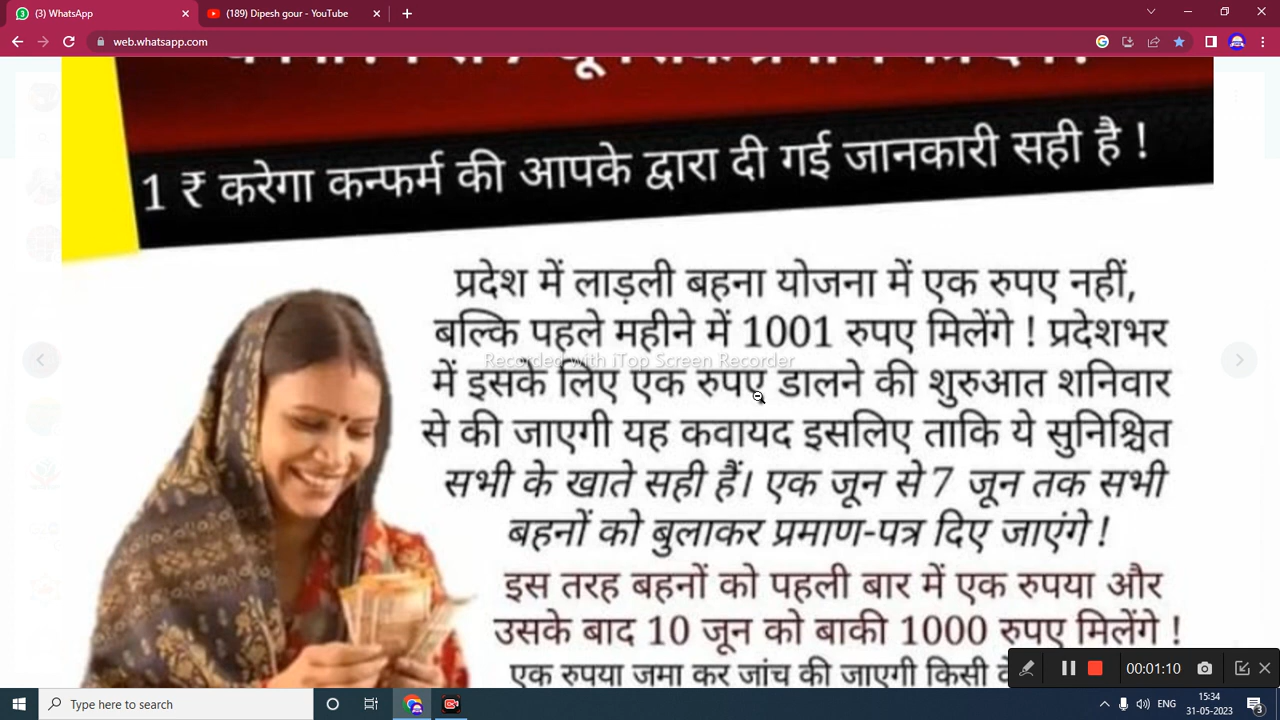 (3) WhatsApp
(189) Dipesh gour - YouTube
web.whatsapp.com
1 ₹ करेगा कन्फर्म की आपके द्वारा दी गई जानकारी सही है !
प्रदेश में लाड़ली बहना योजना में एक रुपए नहीं,
बल्कि पहले महीने में 1001 रुपए मिलेंगे ! प्रदेशभर
Recorded with iTop Screen Recorder
में इसके लिए एक रुपए डालने की शुरुआत शनिवार
से की जाएगी यह कवायद इसलिए ताकि ये सुनिश्चित
सभी के खाते सही हैं। एक जून से 7 जून तक सभी
बहनों को बुलाकर प्रमाण-पत्र दिए जाएंगे !
इस तरह बहनों को पहली बार में एक रुपया और
उसके बाद 10 जून को बाकी 1000 रुपए मिलेंगे !
एक रुपया जमा कर जांच की जाएगी किसी
00:01:10
Type here to search
ENG
15:34
31-05-2023
3